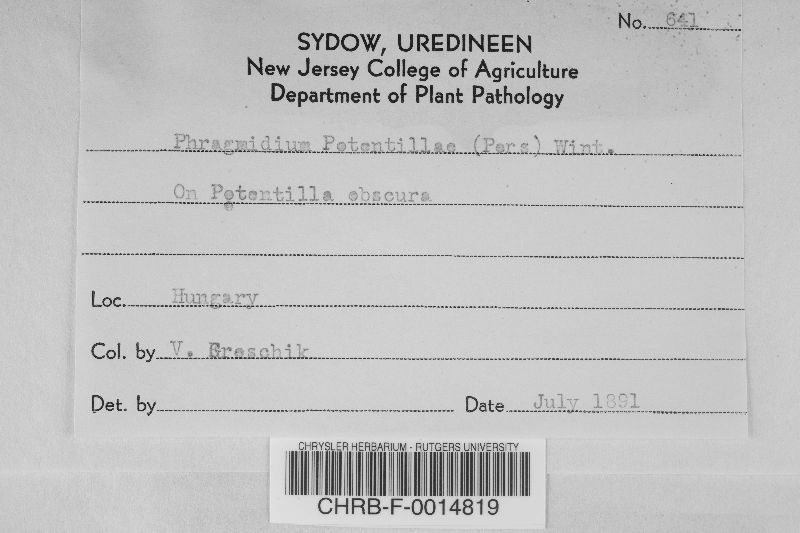 No. 641
SYDOW, UREDINEEN
New Jersey College of Agriculture
Department of Plant Pathology
Phragmidium Potentillae (Pers) Wint.
On Potentilla obscura
Loc. Hungary
Col. by V. Greschik
Det. by
Date July 1891
CHRYSLER HERBARIUM - RUTGERS UNIVERSITY
CHRB-F-0014819